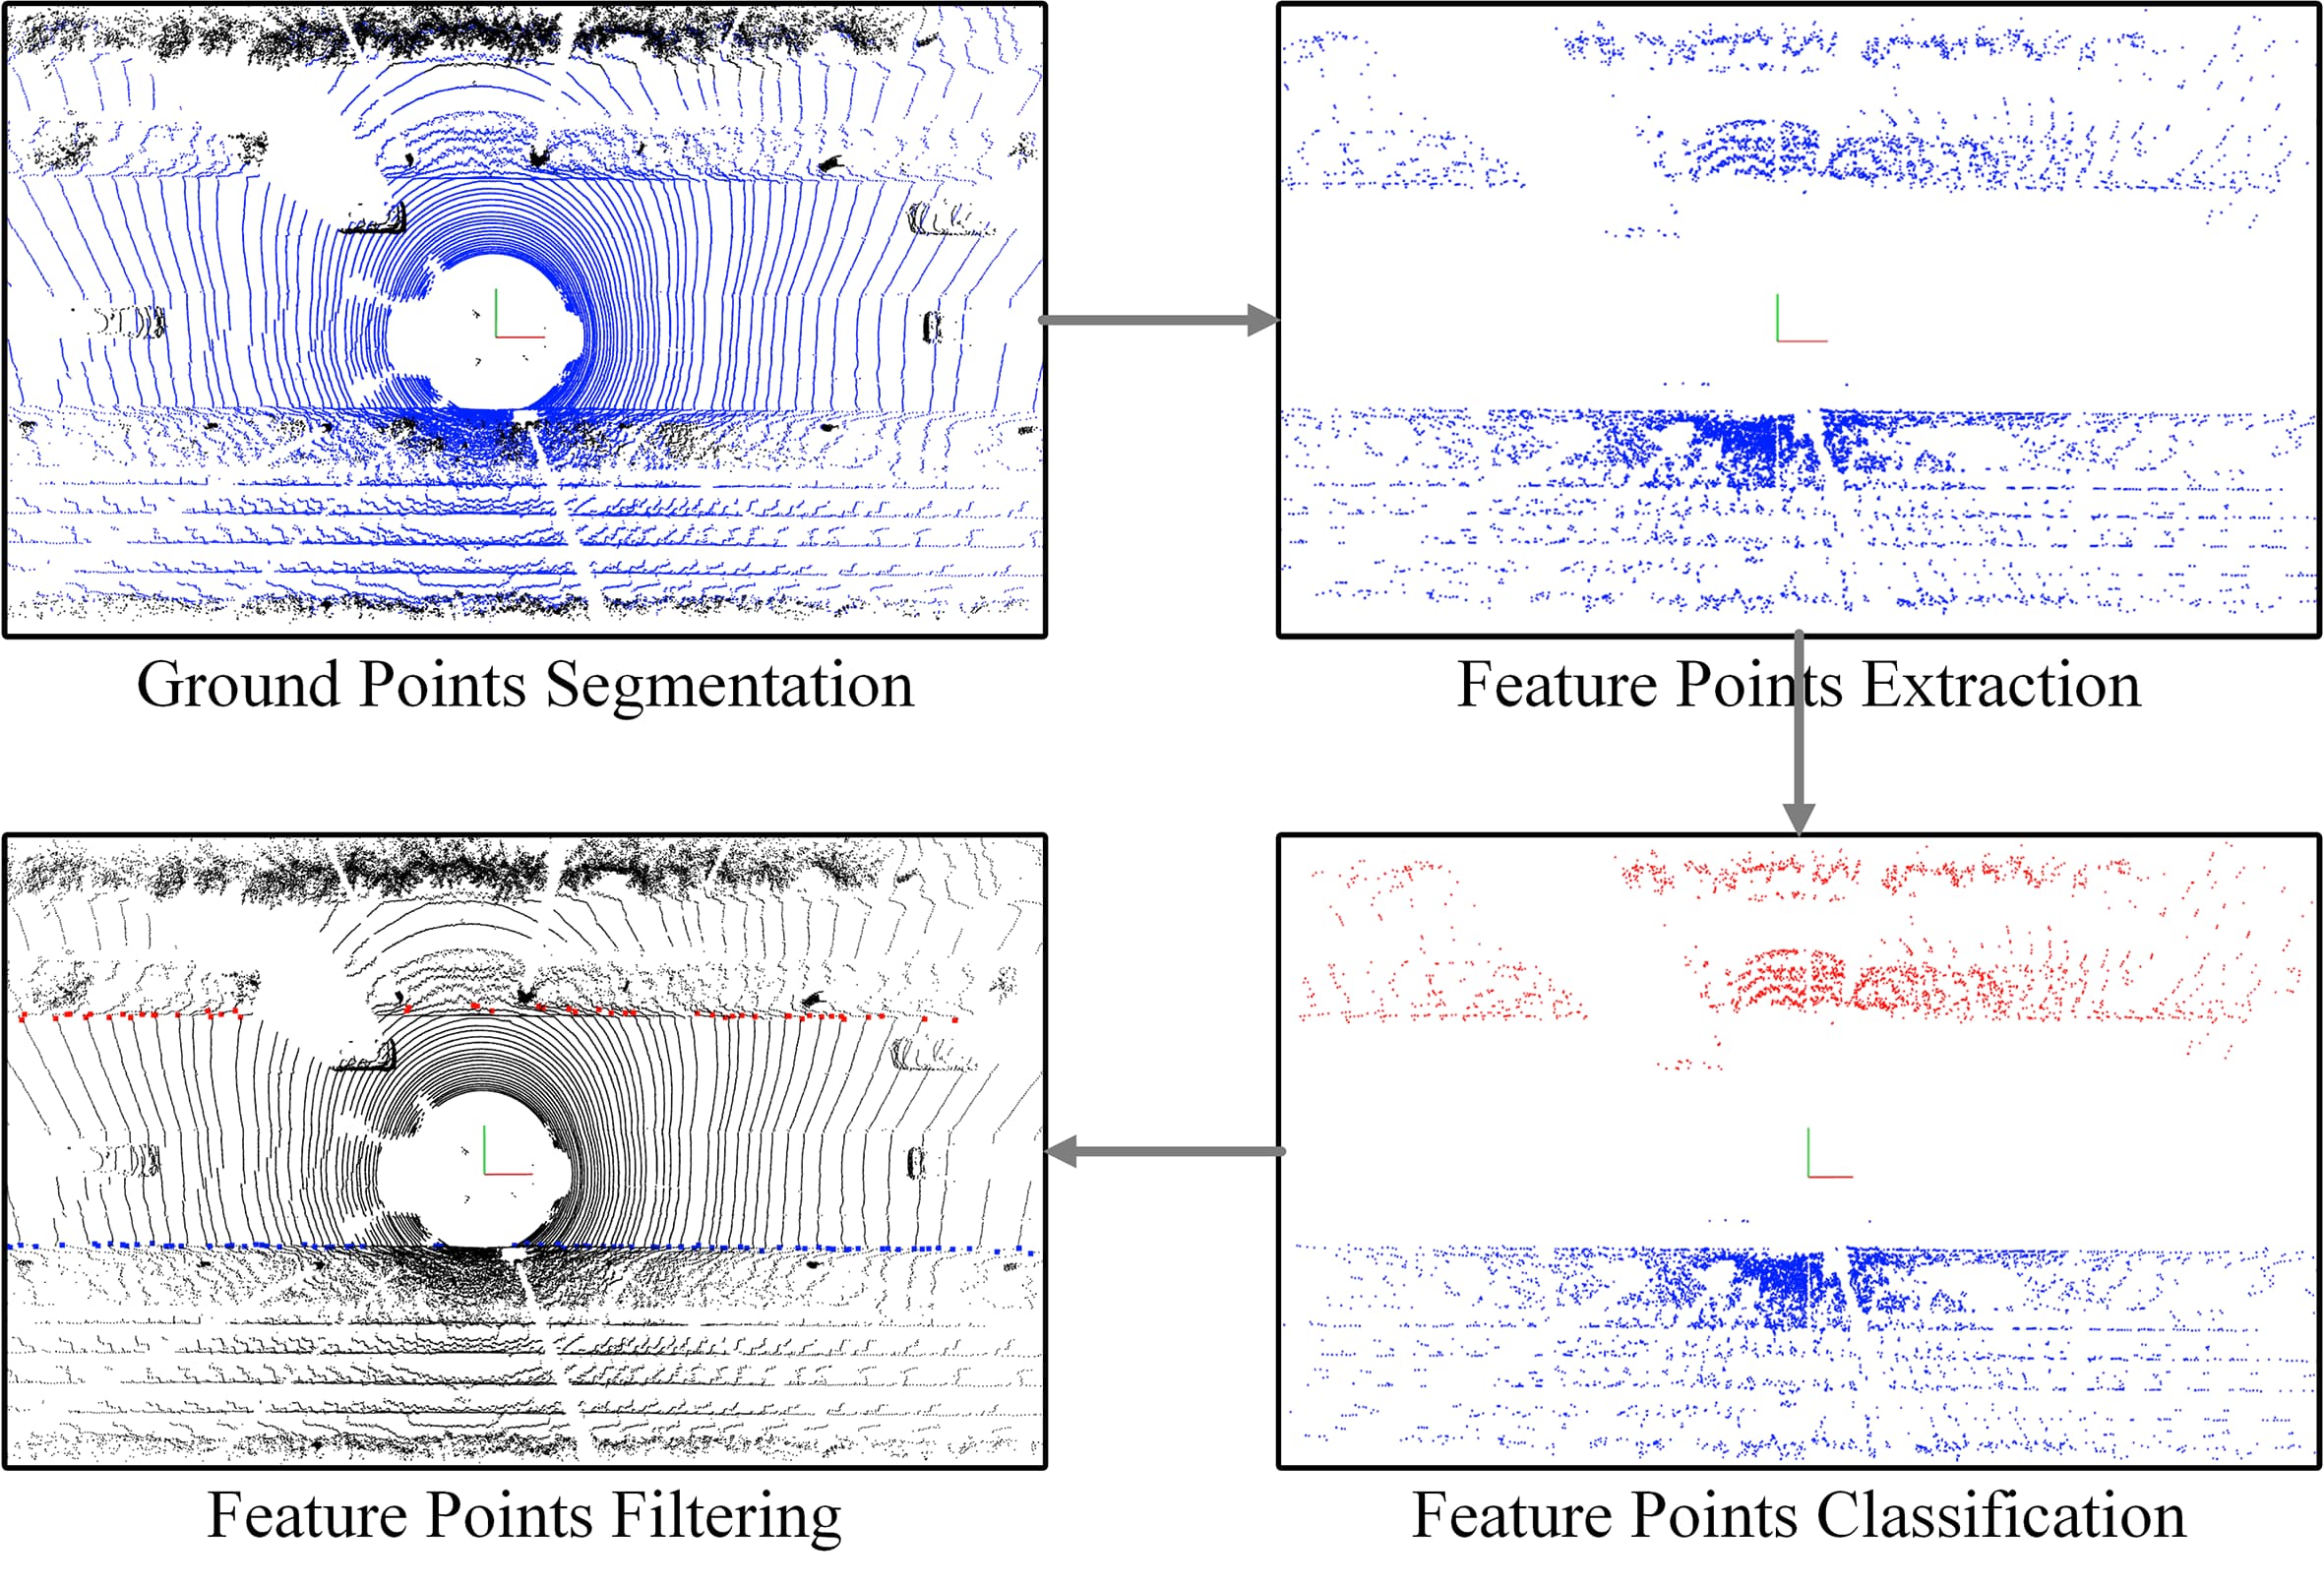 Ground Points Segmentation
Feature Points Extraction
Feature Points Filtering
Feature Points Classification